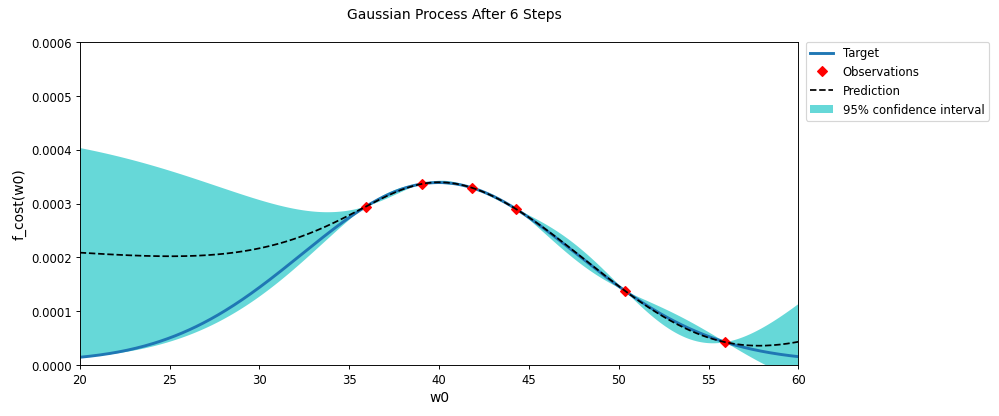 Gaussian Process After 6 Steps
0.0006
0.0005
0.0004
0.0003
0.0002
0.0001
0.0000
f_cost(w0)
20 25 30 35 40 45 50 55 60
w0
Target
Observations
Prediction
95% confidence interval